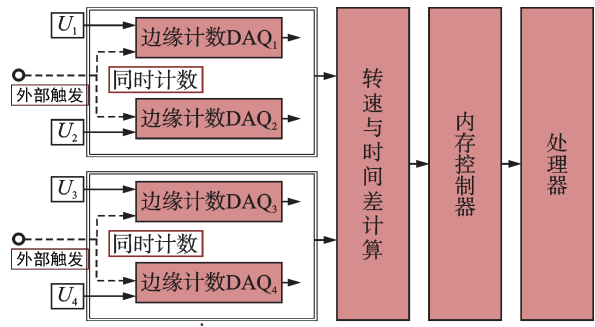 U1
边缘计数DAQ1
同时计数
外部触发
边缘计数DAQ2
U2
U3
边缘计数DAQ3
同时计数
外部触发
边缘计数DAQ4
U4
转速与时间差计算
内存控制器
处理器